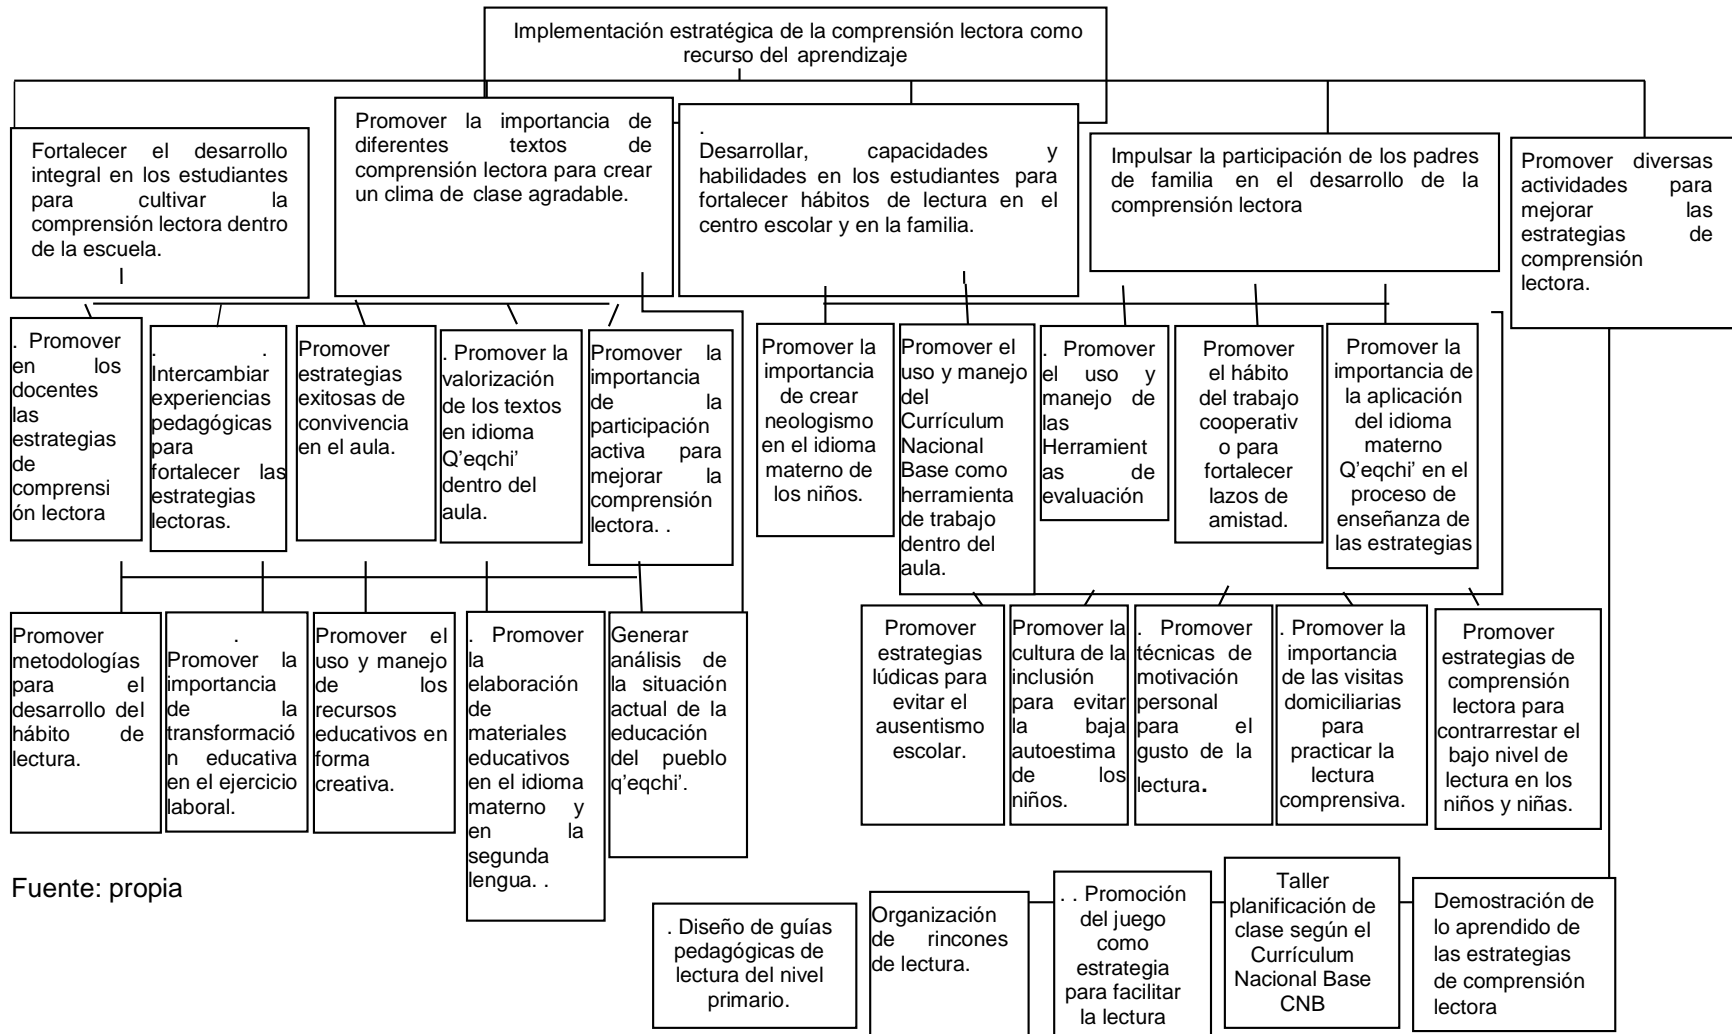 Implementación estratégica de la comprensión lectora como
recurso del aprendizaje
Fortalecer el desarrollo
integral en los estudiantes
para cultivar la
comprensión lectora dentro
de la escuela.
Promover la importancia de
diferentes textos de
comprensión lectora para crear
un clima de clase agradable.
.
Desarrollar, capacidades y
habilidades en los estudiantes para
fortalecer hábitos de lectura en el
centro escolar y en la familia.
Impulsar la participación de los padres
de familia en el desarrollo de la
comprensión lectora
Promover diversas
actividades para
mejorar las
estrategias de
comprensión
lectora.
. Promover
en los
docentes
las
estrategias
de
comprensi
ón lectora
. .
Intercambiar
experiencias
pedagógicas
para
fortalecer las
estrategias
lectoras.
Promover
estrategias
exitosas de
convivencia
en el aula.
. Promover la
valorización
de los textos
en idioma
Q'eqchi'
dentro del
aula.
Promover la
importancia
de la
participación
activa para
mejorar la
comprensión
lectora. .
Promover la
importancia
de crear
neologismo
en el idioma
materno de
los niños.
Promover el
uso y manejo
del
Currículum
Nacional
Base como
herramienta
de trabajo
dentro del
aula.
. Promover
el uso y
manejo de
las
Herramient
as de
evaluación
Promover
el hábito
del trabajo
cooperativ
o para
fortalecer
lazos de
amistad.
Promover la
importancia de
la aplicación
del idioma
materno
Q'eqchi' en el
proceso de
enseñanza de
las estrategias
Promover
metodologías
para el
desarrollo del
hábito de
lectura.
.
Promover la
importancia
de la
transformació
n educativa
en el ejercicio
laboral.
Promover el
uso y manejo
de los
recursos
educativos en
forma
creativa.
. Promover
la
elaboración
de
materiales
educativos
en el idioma
materno y
en la
segunda
lengua. .
Generar
análisis de
la situación
actual de la
educación
del pueblo
q'eqchi'.
Promover
estrategias
lúdicas para
evitar el
ausentismo
escolar.
Promover la
cultura de la
inclusión
para evitar
la baja
autoestima
de los
niños.
. Promover
técnicas de
motivación
personal
para el
gusto de la
lectura.
. Promover la
importancia
de las visitas
domiciliarias
para
practicar la
lectura
comprensiva.
Promover
estrategias de
comprensión
lectora para
contrarrestar el
bajo nivel de
lectura en los
niños y niñas.
Fuente: propia
. Diseño de guías
pedagógicas de
lectura del nivel
primario.
Organización
de rincones
de lectura.
. . Promoción
del juego
como
estrategia
para facilitar
la lectura
Taller
planificación de
clase según el
Currículum
Nacional Base
CNB
Demostración de
lo aprendido de
las estrategias
de comprensión
lectora